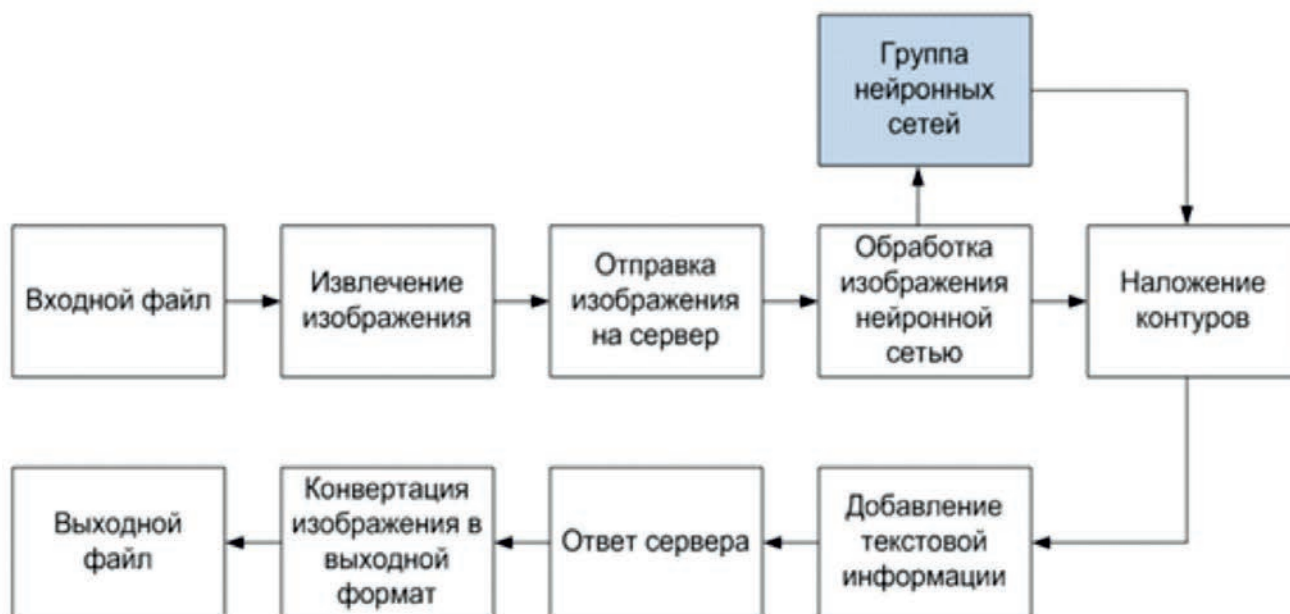 Группа
нейронных
сетей
Входной файл
Извлечение
изображения
Отправка
изображения
на сервер
Обработка
изображения
нейронной
сетью
Наложение
контуров
Выходной
файл
Конвертация
изображения в
выходной
формат
Ответ сервера
Добавление
текстовой
информации